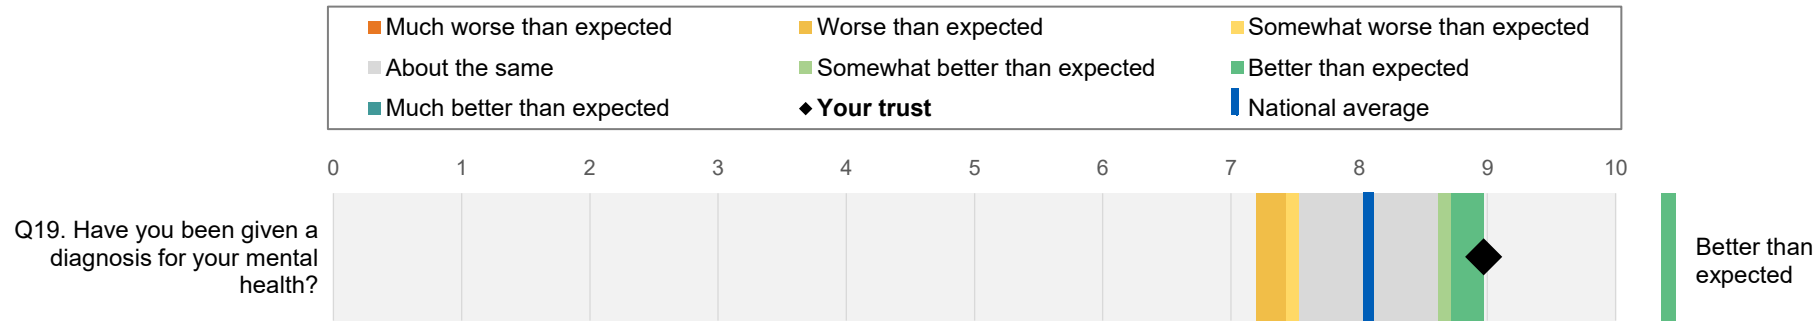 Much worse than expected
Worse than expected
Somewhat worse than expected
About the same
Somewhat better than expected
Better than expected
Much better than expected
Your trust
National average
0 1 2 3 4 5 6 7 8 9 10
Q19. Have you been given a
diagnosis for your mental
health?
Better than
expected